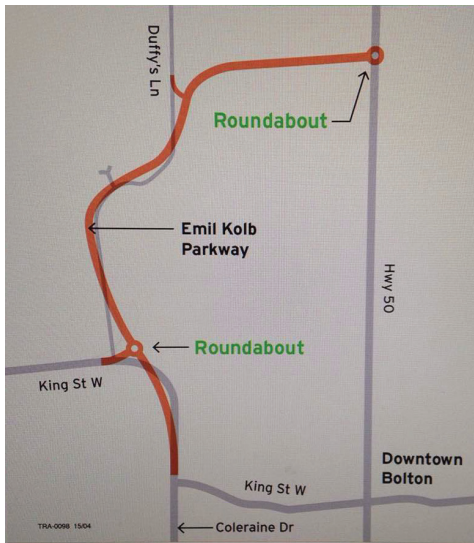 Duffy's Ln
Roundabout
Emil Kolb
Parkway
Hwy 50
Roundabout
King St W
Downtown
Bolton
King St W
TRA-0098 15/04
Coleraine Dr